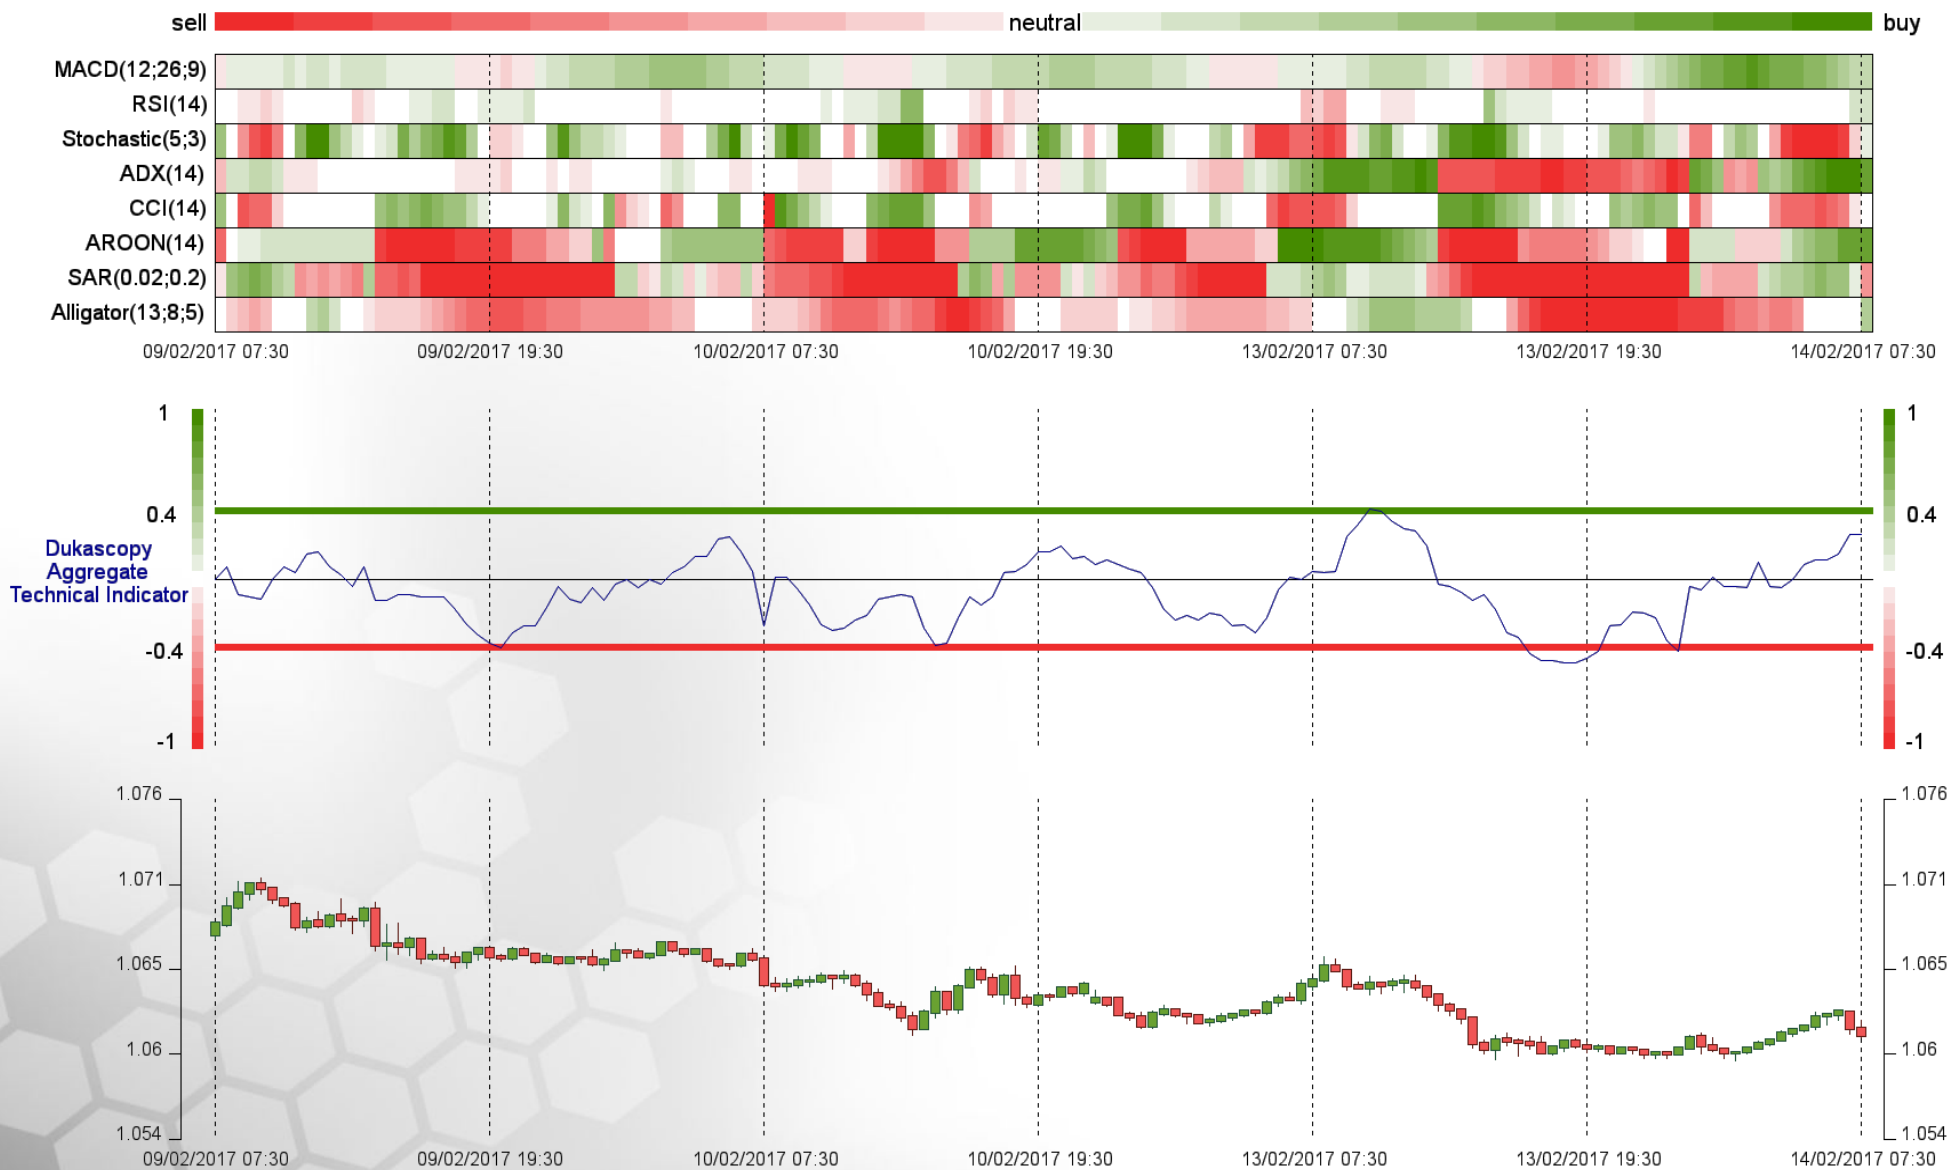 sell neutral buy
MACD(12;26;9)
RSI(14)
Stochastic(5;3)
ADX(14)
CCI(14)
AROON(14)
SAR(0.02;0.2)
Alligator(13;8;5)
09/02/2017 07:30 09/02/2017 19:30 10/02/2017 07:30 10/02/2017 19:30 13/02/2017 07:30 13/02/2017 19:30 14/02/2017 07:30
1 1
0.4 0.4
Dukascopy
Aggregate
Technical Indicator
-0.4 -0.4
-1 -1
1.076 1.076
1.071 1.071
1.065 1.065
1.06 1.06
1.054 1.054
09/02/2017 07:30 09/02/2017 19:30 10/02/2017 07:30 10/02/2017 19:30 13/02/2017 07:30 13/02/2017 19:30 14/02/2017 07:30